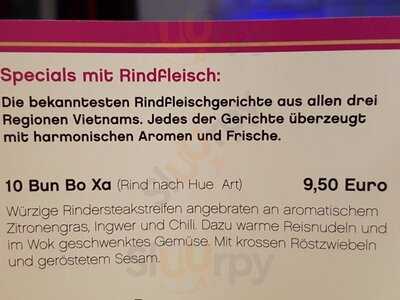 Specials mit Rindfleisch:
Die bekanntesten Rindfleischgerichte aus allen drei
Regionen Vietnams. Jedes der Gerichte überzeugt
mit harmonischen Aromen und Frische.
10 Bun Bo Xa (Rind nach Hue Art) 9,50 Euro
Würzige Rindersteakstreifen angebraten an aromatischem
Zitronengras, Ingwer und Chili. Dazu warme Reisnudeln und
im Wok geschwenktes Gemüse. Mit krossen Röstzwiebeln
und geröstetem Sesam.